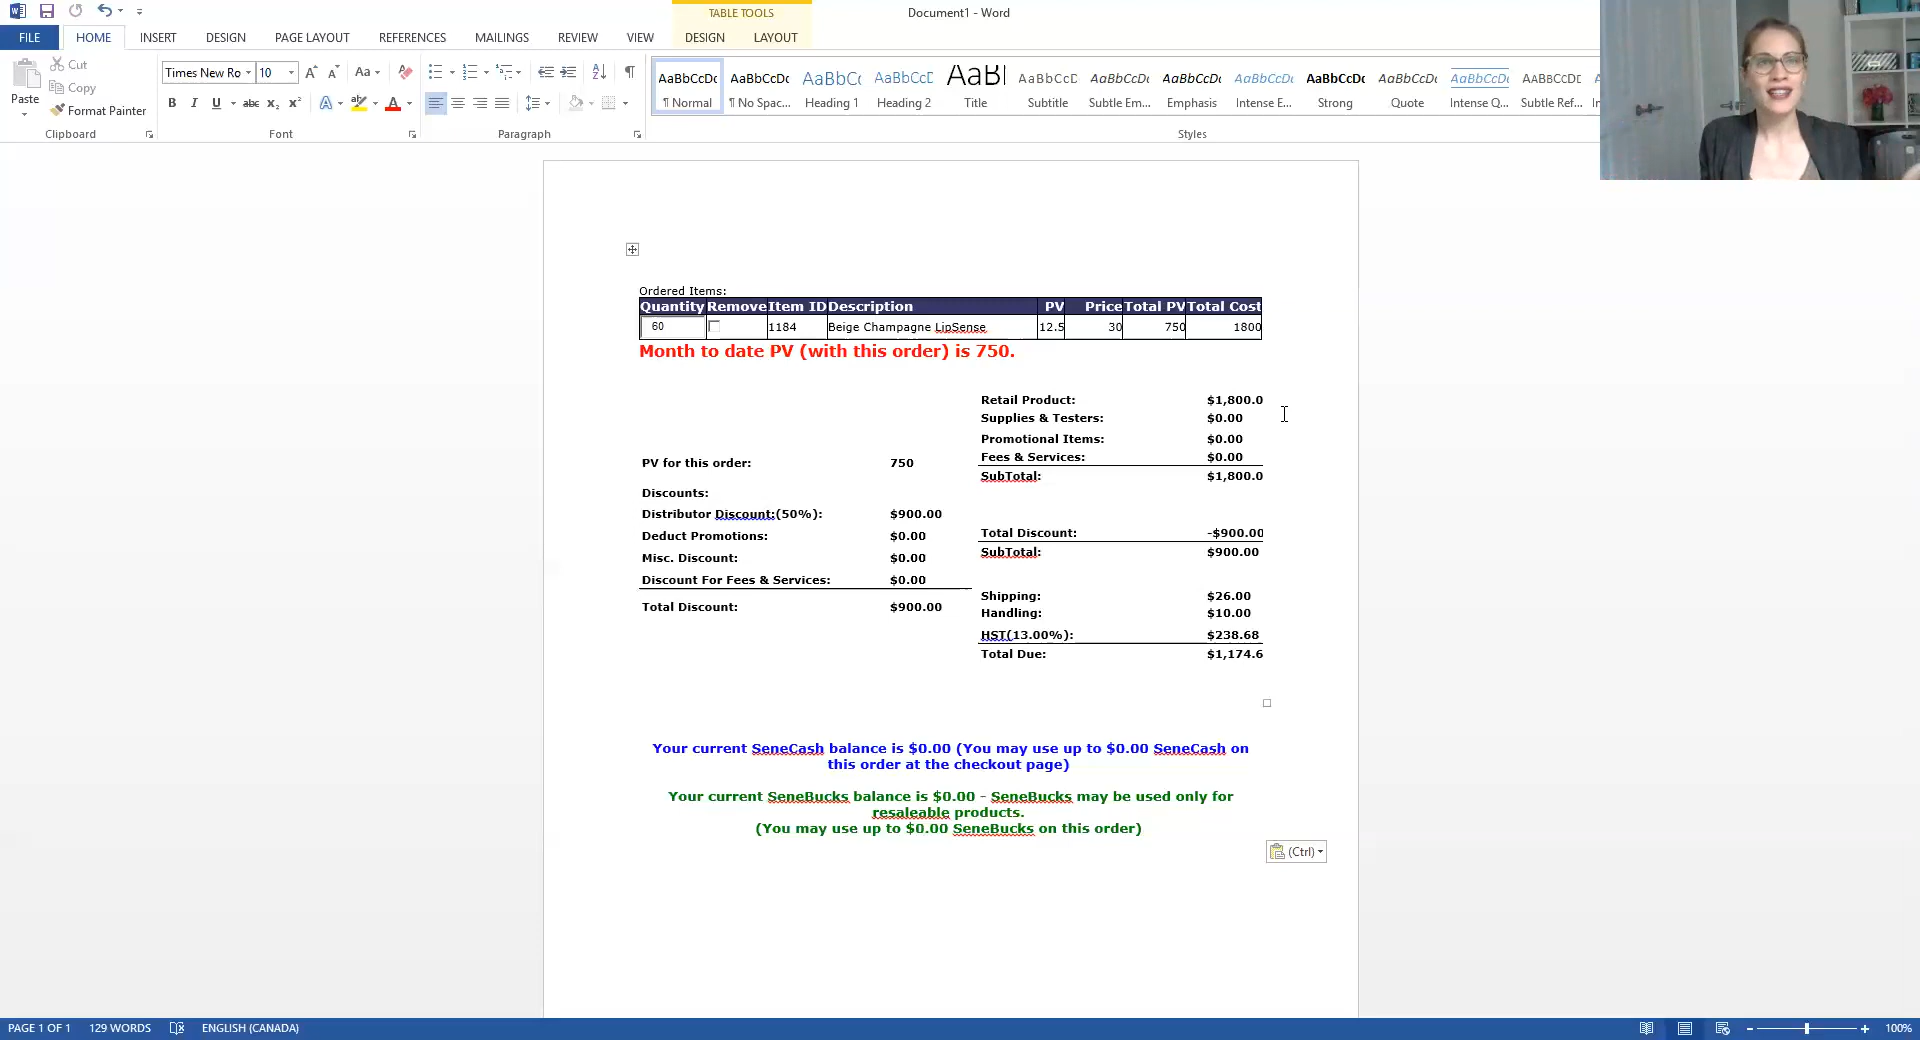 TABLE TOOLS
Document1 - Word
FILE HOME INSERT DESIGN PAGE LAYOUT REFERENCES MAILINGS REVIEW VIEW DESIGN LAYOUT
Paste
Cut
Copy
Format Painter
Clipboard
Times New Ro 10
Font
Paragraph
AaBbCcDc AaBbCcDc AaBbCc AaBbCcD AaBl AaBbCcD AaBbCcDc AaBbCcDc AaBbCcDc AaBbCcDc AaBbCcDc AaBbCcDc AABBCCDE
¶ Normal ¶ No Spac... Heading 1 Heading 2 Title Subtitle Subtle Em... Emphasis Intense E... Strong Quote Intense Q... Subtle Ref...
Styles
Ordered Items:
Quantity Remove Item ID Description PV Price Total PV Total Cost
60 1184 Beige Champagne LipSense 12.5 30 750 1800
Month to date PV (with this order) is 750.
Retail Product: $1,800.0
Supplies & Testers: $0.00
Promotional Items: $0.00
Fees & Services: $0.00
SubTotal: $1,800.0
PV for this order: 750
Discounts:
Distributor Discount:(50%): $900.00
Deduct Promotions: $0.00
Misc. Discount: $0.00
Discount For Fees & Services: $0.00
Total Discount: $900.00
Total Discount: -$900.00
SubTotal: $900.00
Shipping: $26.00
Handling: $10.00
HST(13.00%): $238.68
Total Due: $1,174.6
Your current SeneCash balance is $0.00 (You may use up to $0.00 SeneCash on
this order at the checkout page)
Your current SeneBucks balance is $0.00 - SeneBucks may be used only for
resaleable products.
(You may use up to $0.00 SeneBucks on this order)
(Ctrl)
PAGE 1 OF 1 129 WORDS ENGLISH (CANADA) 100%